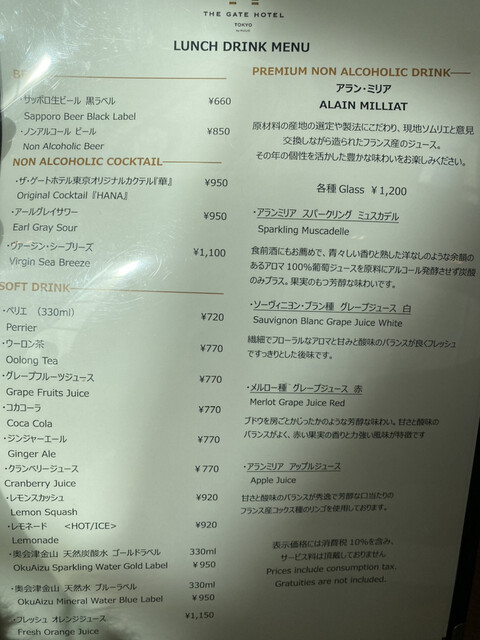 THE GATE HOTEL
TOKYO
LUNCH DRINK MENU
BE
・サッポロ生ビール 黒ラベル ¥660
Sapporo Beer Black Label
・ノンアルコール ビール ¥850
Non Alcoholic Beer
NON ALCOHOLIC COCKTAIL
・ザ・ゲートホテル東京オリジナルカクテル『華』 ¥950
Original Cocktail 『HANA』
・アールグレイサワー ¥950
Earl Gray Sour
・ヴァージン・シーブリーズ ¥1,100
Virgin Sea Breeze
SOFT DRINK
・ペリエ （330ml） ¥720
Perrier
・ウーロン茶 ¥770
Oolong Tea
・グレープフルーツジュース ¥770
Grape Fruits Juice
・コカコーラ ¥770
Coca Cola
・ジンジャーエール ¥770
Ginger Ale
・クランベリージュース ¥770
Cranberry Juice
・レモンスカッシュ ¥920
Lemon Squash
・レモネード <HOT/ICE> ¥920
Lemonade
・奥会津金山 天然炭酸水 ゴールドラベル 330ml
OkuAizu Sparkling Water Gold Label ¥950
・奥会津金山 天然水 ブルーラベル 330ml
OkuAizu Mineral Water Blue Label ¥950
・フレッシュ オレンジジュース ¥1,150
Fresh Orange Juice
PREMIUM NON ALCOHOLIC DRINK
アラン・ミリア
ALAIN MILLIAT
原材料の産地の選定や製法にこだわり、現地ソムリエと意見
交換しながら造られたフランス産のジュース。
その年の個性を活かした豊かな味わいをお楽しみください。
各種 Glass ¥1,200
・アランミリア スパークリング ミュスカデル
Sparkling Muscadelle
食前酒にもお薦めで、青々しい香りと熟した洋なしのような余韻の
あるアロマ 100%葡萄ジュースを原料にアルコール発酵させず炭酸
のみプラス。果実のもつ芳醇な味わいです。
・ソーヴィニヨン・ブラン種 グレープジュース 白
Sauvignon Blanc Grape Juice White
繊細でフローラルなアロマと甘みと酸味のバランスが良くフレッシュ
ですっきりとした後味です。
・メルロー種 グレープジュース 赤
Merlot Grape Juice Red
ブドウを房ごとかじったかのような芳醇な味わい。甘さと酸味の
バランスがよく、赤い果実の香りと力強い風味が特徴です
・アランミリア アップルジュース
Apple Juice
甘さと酸味のバランスが秀逸で芳醇な口当たりの
フランス産コックス種のリンゴを使用しております。
表示価格には消費税 10%を含み、
サービス料は頂戴しておりません
Prices include consumption tax.
Gratuities are not included.